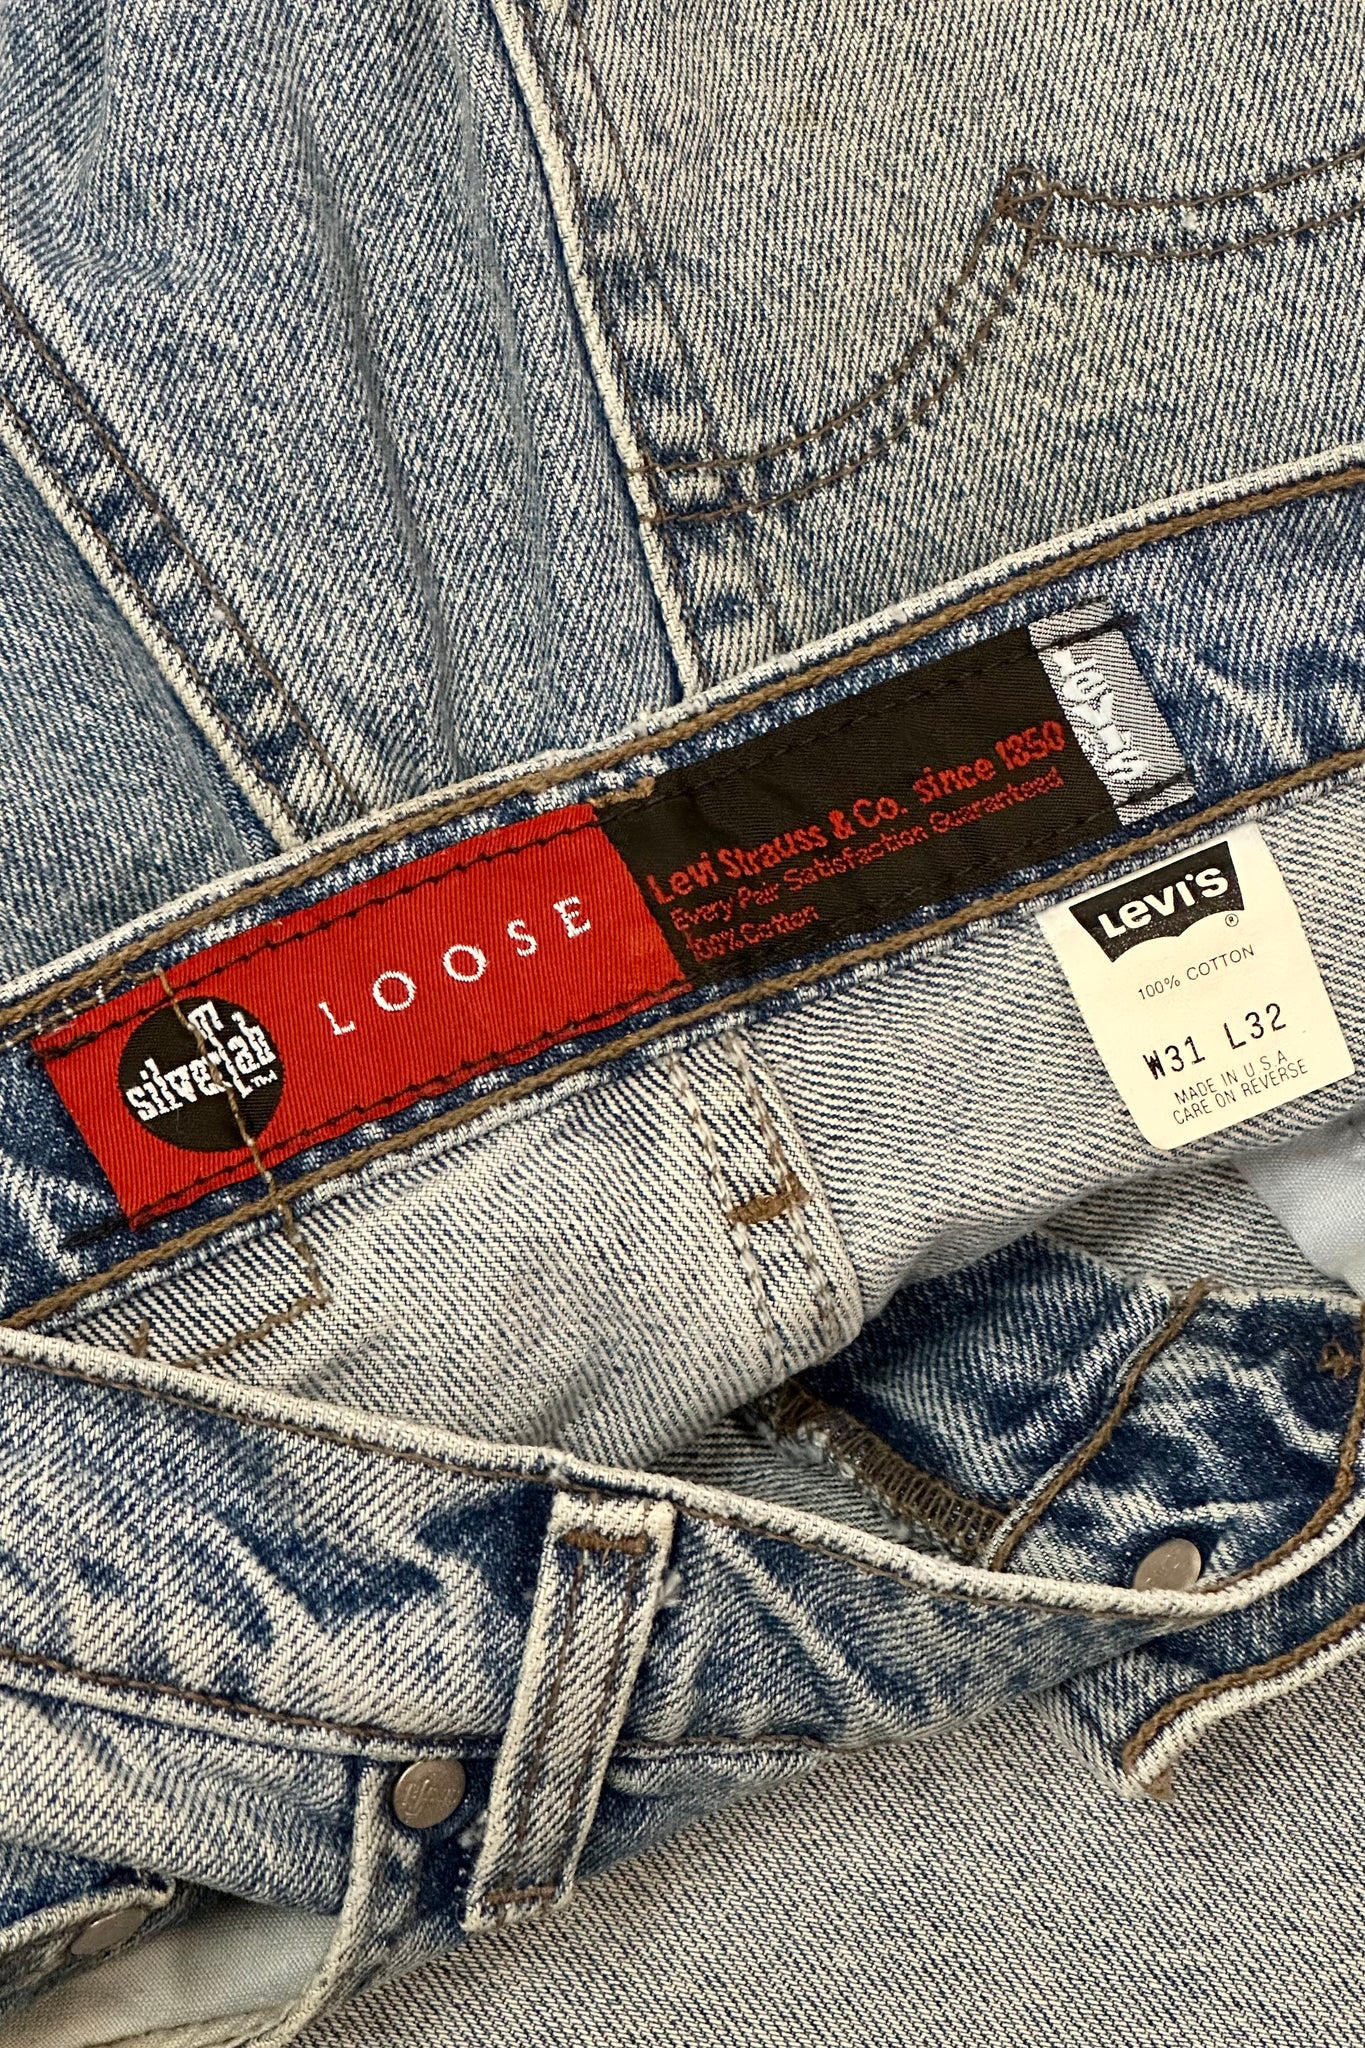 silvertab™
LOOSE
Levi Strauss & Co. since 1850
Every Pair Satisfaction Guaranteed
100% Cotton
Levi's
Levi's®
100% COTTON
W31 L32
MADE IN U.S.A
CARE ON REVERSE